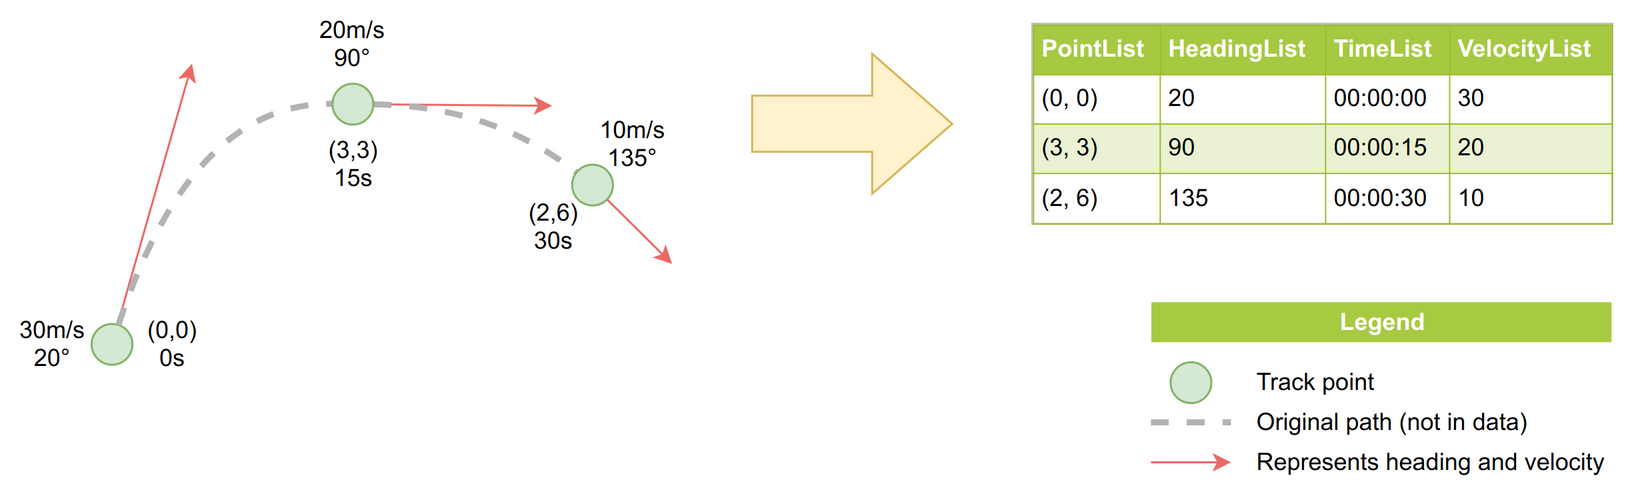 20m/s
90°
(3,3)
15s
10m/s
135°
(2,6)
30s
30m/s
20°
(0,0)
0s
PointList HeadingList TimeList VelocityList
(0, 0) 20 00:00:00 30
(3, 3) 90 00:00:15 20
(2, 6) 135 00:00:30 10
Legend
Track point
Original path (not in data)
Represents heading and velocity